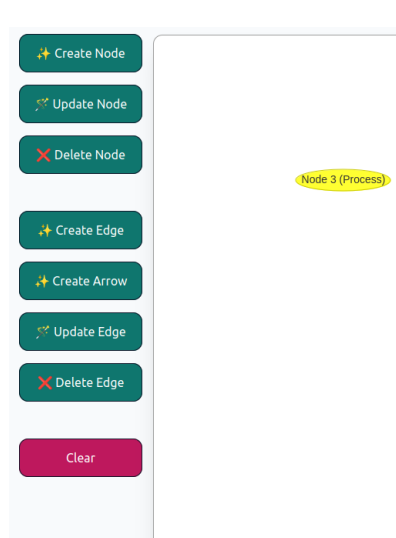 ✨ Create Node
🪄 Update Node
❌ Delete Node
Node 3 (Process)
✨ Create Edge
✨ Create Arrow
🪄 Update Edge
❌ Delete Edge
Clear